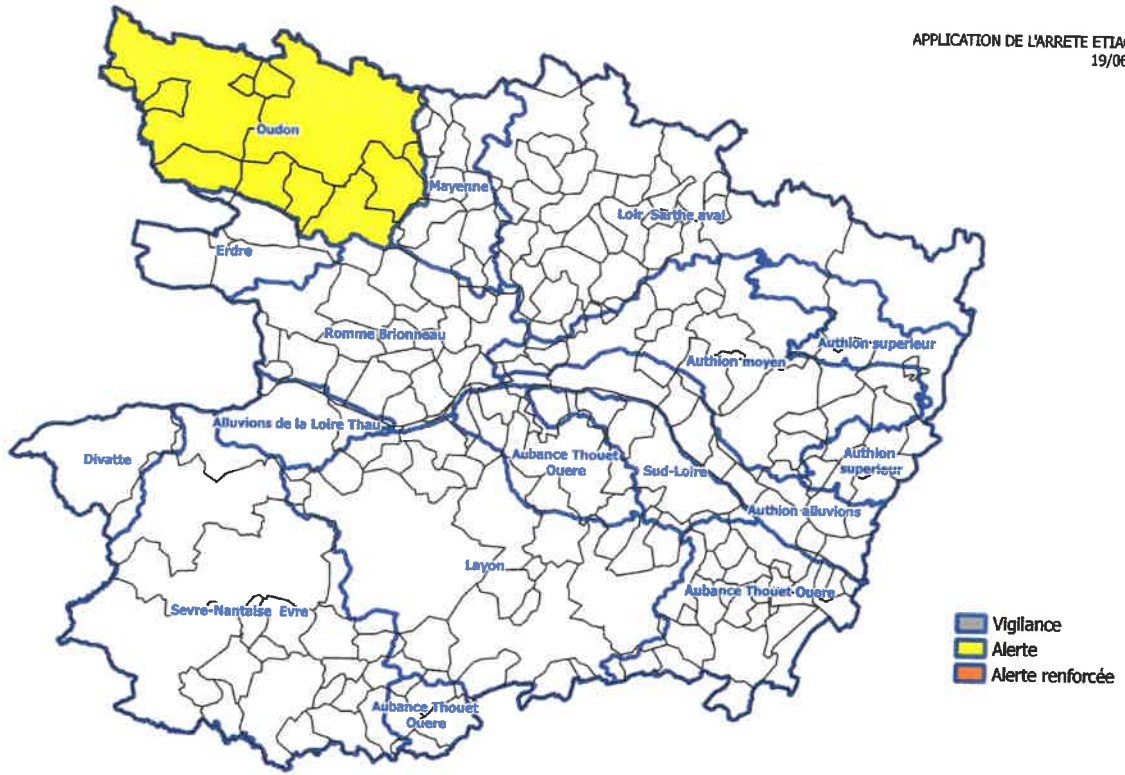 APPLICATION DE L'ARRETE ETIA
19/06
Oudon
Mayenne
Loir, Sarthe aval
Erdre
Romme Brionneau
Authion moyen
Authion superieur
Alluvions de la Loire Thau
Divatte
Aubance Thouet
Ouere
Sud-Loire
Authion
superieur
Authion alluvions
Layon
Aubance Thouet Ouere
Sevre-Nantaise Evre
Aubance Thouet
Ouere
Vigilance
Alerte
Alerte renforcée